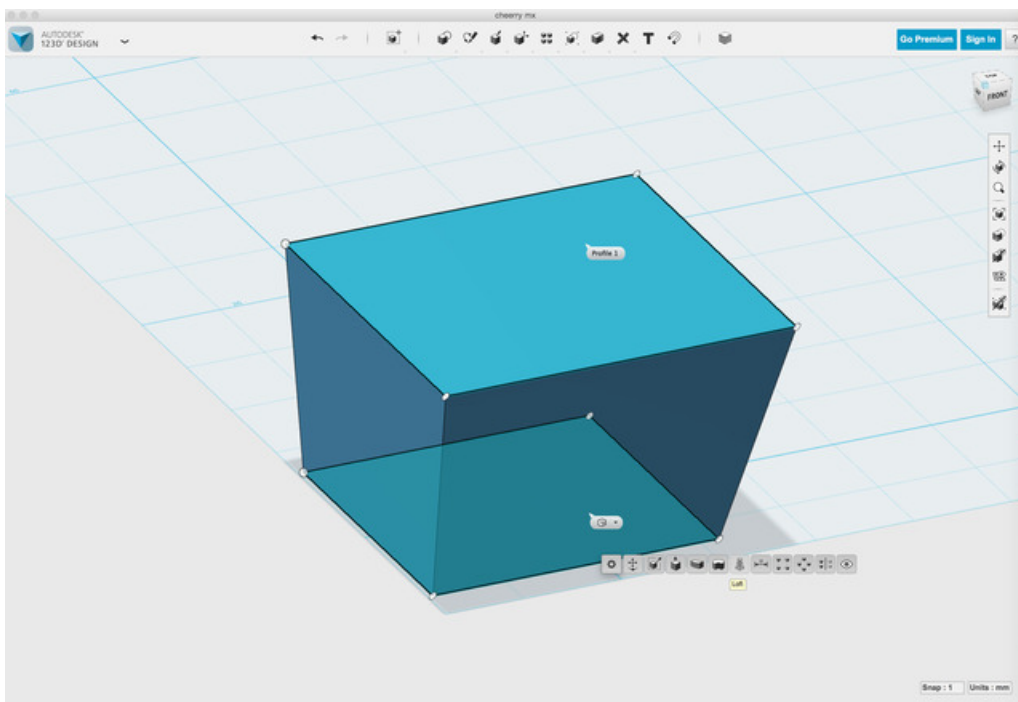 cheerry mx
AUTODESK®
123D® DESIGN
Go Premium
Sign In
?
FRONT
Profile 1
Loft
Snap : 1
Units : mm